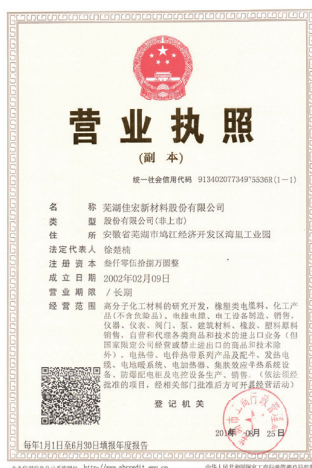 营业执照
(副 本)
统一社会信用代码 91340207734975536R(1-1)
名 称 芜湖佳宏新材料股份有限公司
类 型 股份有限公司(非上市)
住 所 安徽省芜湖市鸠江经济开发区湾里工业园
法定代表人 徐楚楠
注 册 资 本 叁仟零伍拾捌万圆整
成 立 日 期 2002年02月09日
营 业 期 限 /长期
经 营 范 围 高分子化工材料的研究开发，橡塑类电缆料、化工产
品(不含危险品)、电接电缘、电工设备制造、销售，
仪器、仪表、阀门、泵、建筑材料、橡胶、塑料原料
销售，自营和代理各类商品和技术的进出口业务（但
国家限定公司经营或禁止进出口的商品和技术除
外）、电热带、电伴热带系列产品及配件、发热电
缆、电地暖系统、电加热器、集肤效应伴热系统设
备、防爆配电柜及电控设备生产、销售。（依法须经
批准的项目，经相关部门批准后方可开展经营活动）
登 记 机 关
25日
每年1月1日至6月30日填报年度报告